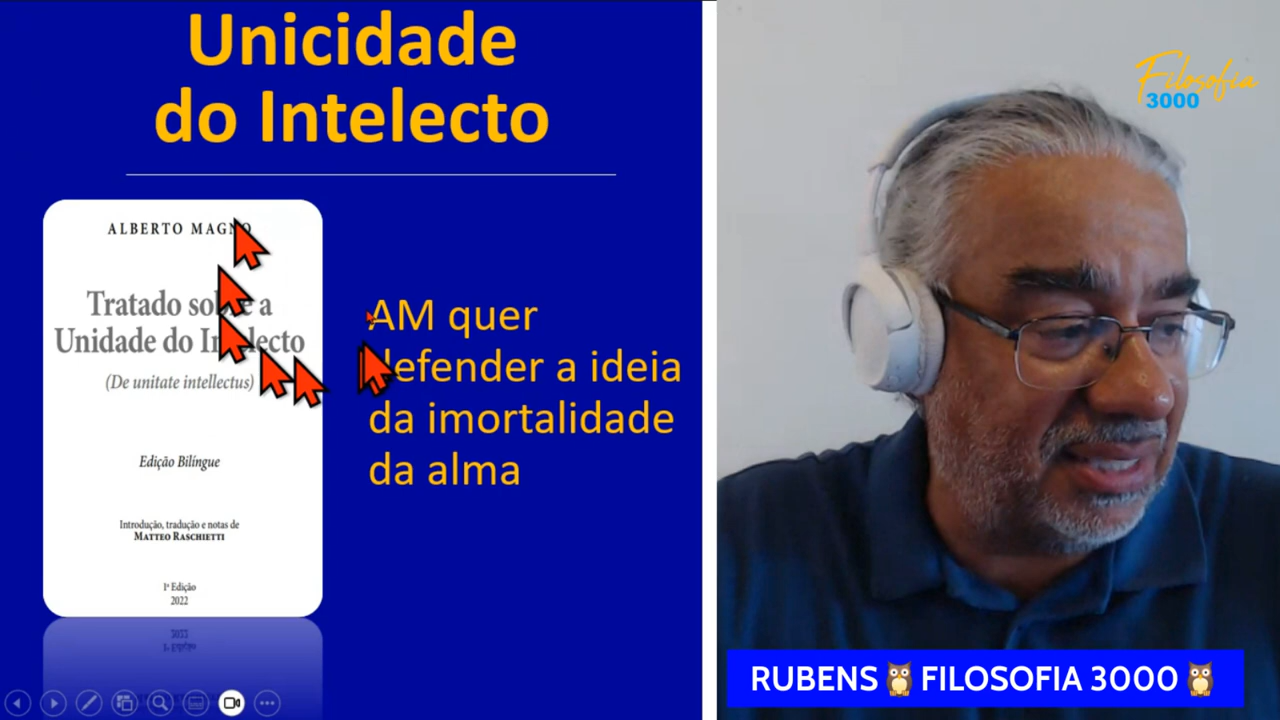 Unicidade
do Intelecto
ALBERTO MAGNO
Tratado sobre a
Unidade do Intelecto
(De unitate intellectus)
Edição Bilíngue
Introdução, tradução e notas de
MATTEO RASCHIETTI
1ª Edição
2022
AM quer
defender a ideia
da imortalidade
da alma
Filosofia
3000
RUBENS🦉FILOSOFIA 3000🦉